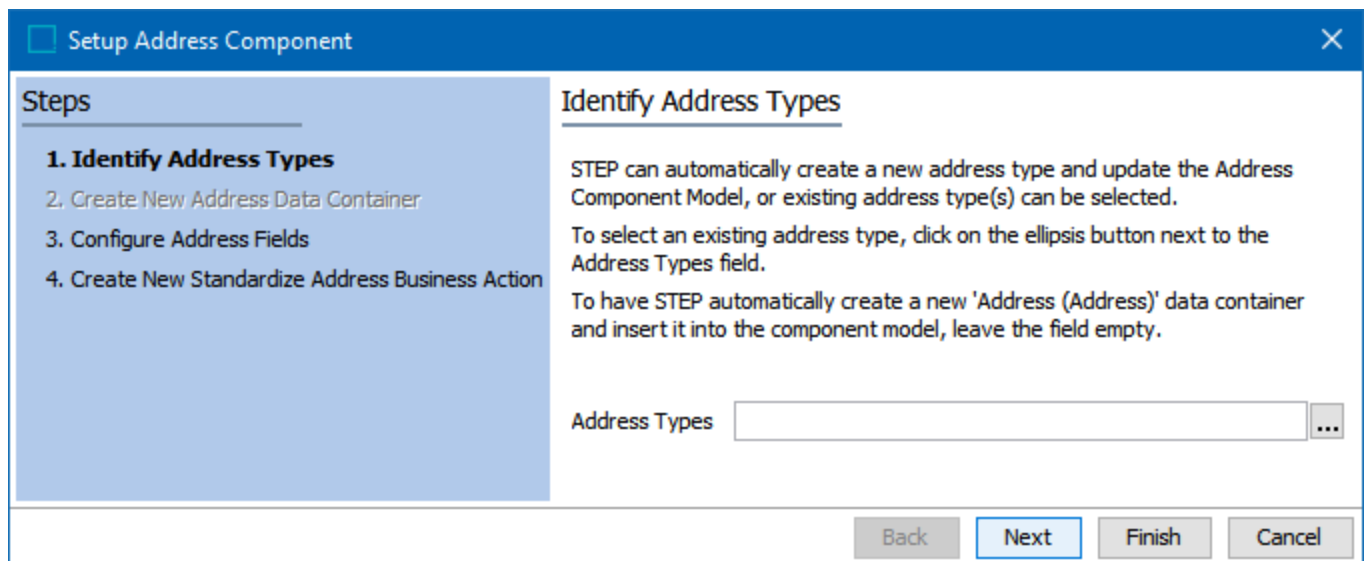 Setup Address Component
Steps
1. Identify Address Types
2. Create New Address Data Container
3. Configure Address Fields
4. Create New Standardize Address Business Action
Identify Address Types
STEP can automatically create a new address type and update the Address
Component Model, or existing address type(s) can be selected.
To select an existing address type, click on the ellipsis button next to the
Address Types field.
To have STEP automatically create a new 'Address (Address)' data container
and insert it into the component model, leave the field empty.
Address Types
...
Back
Next
Finish
Cancel